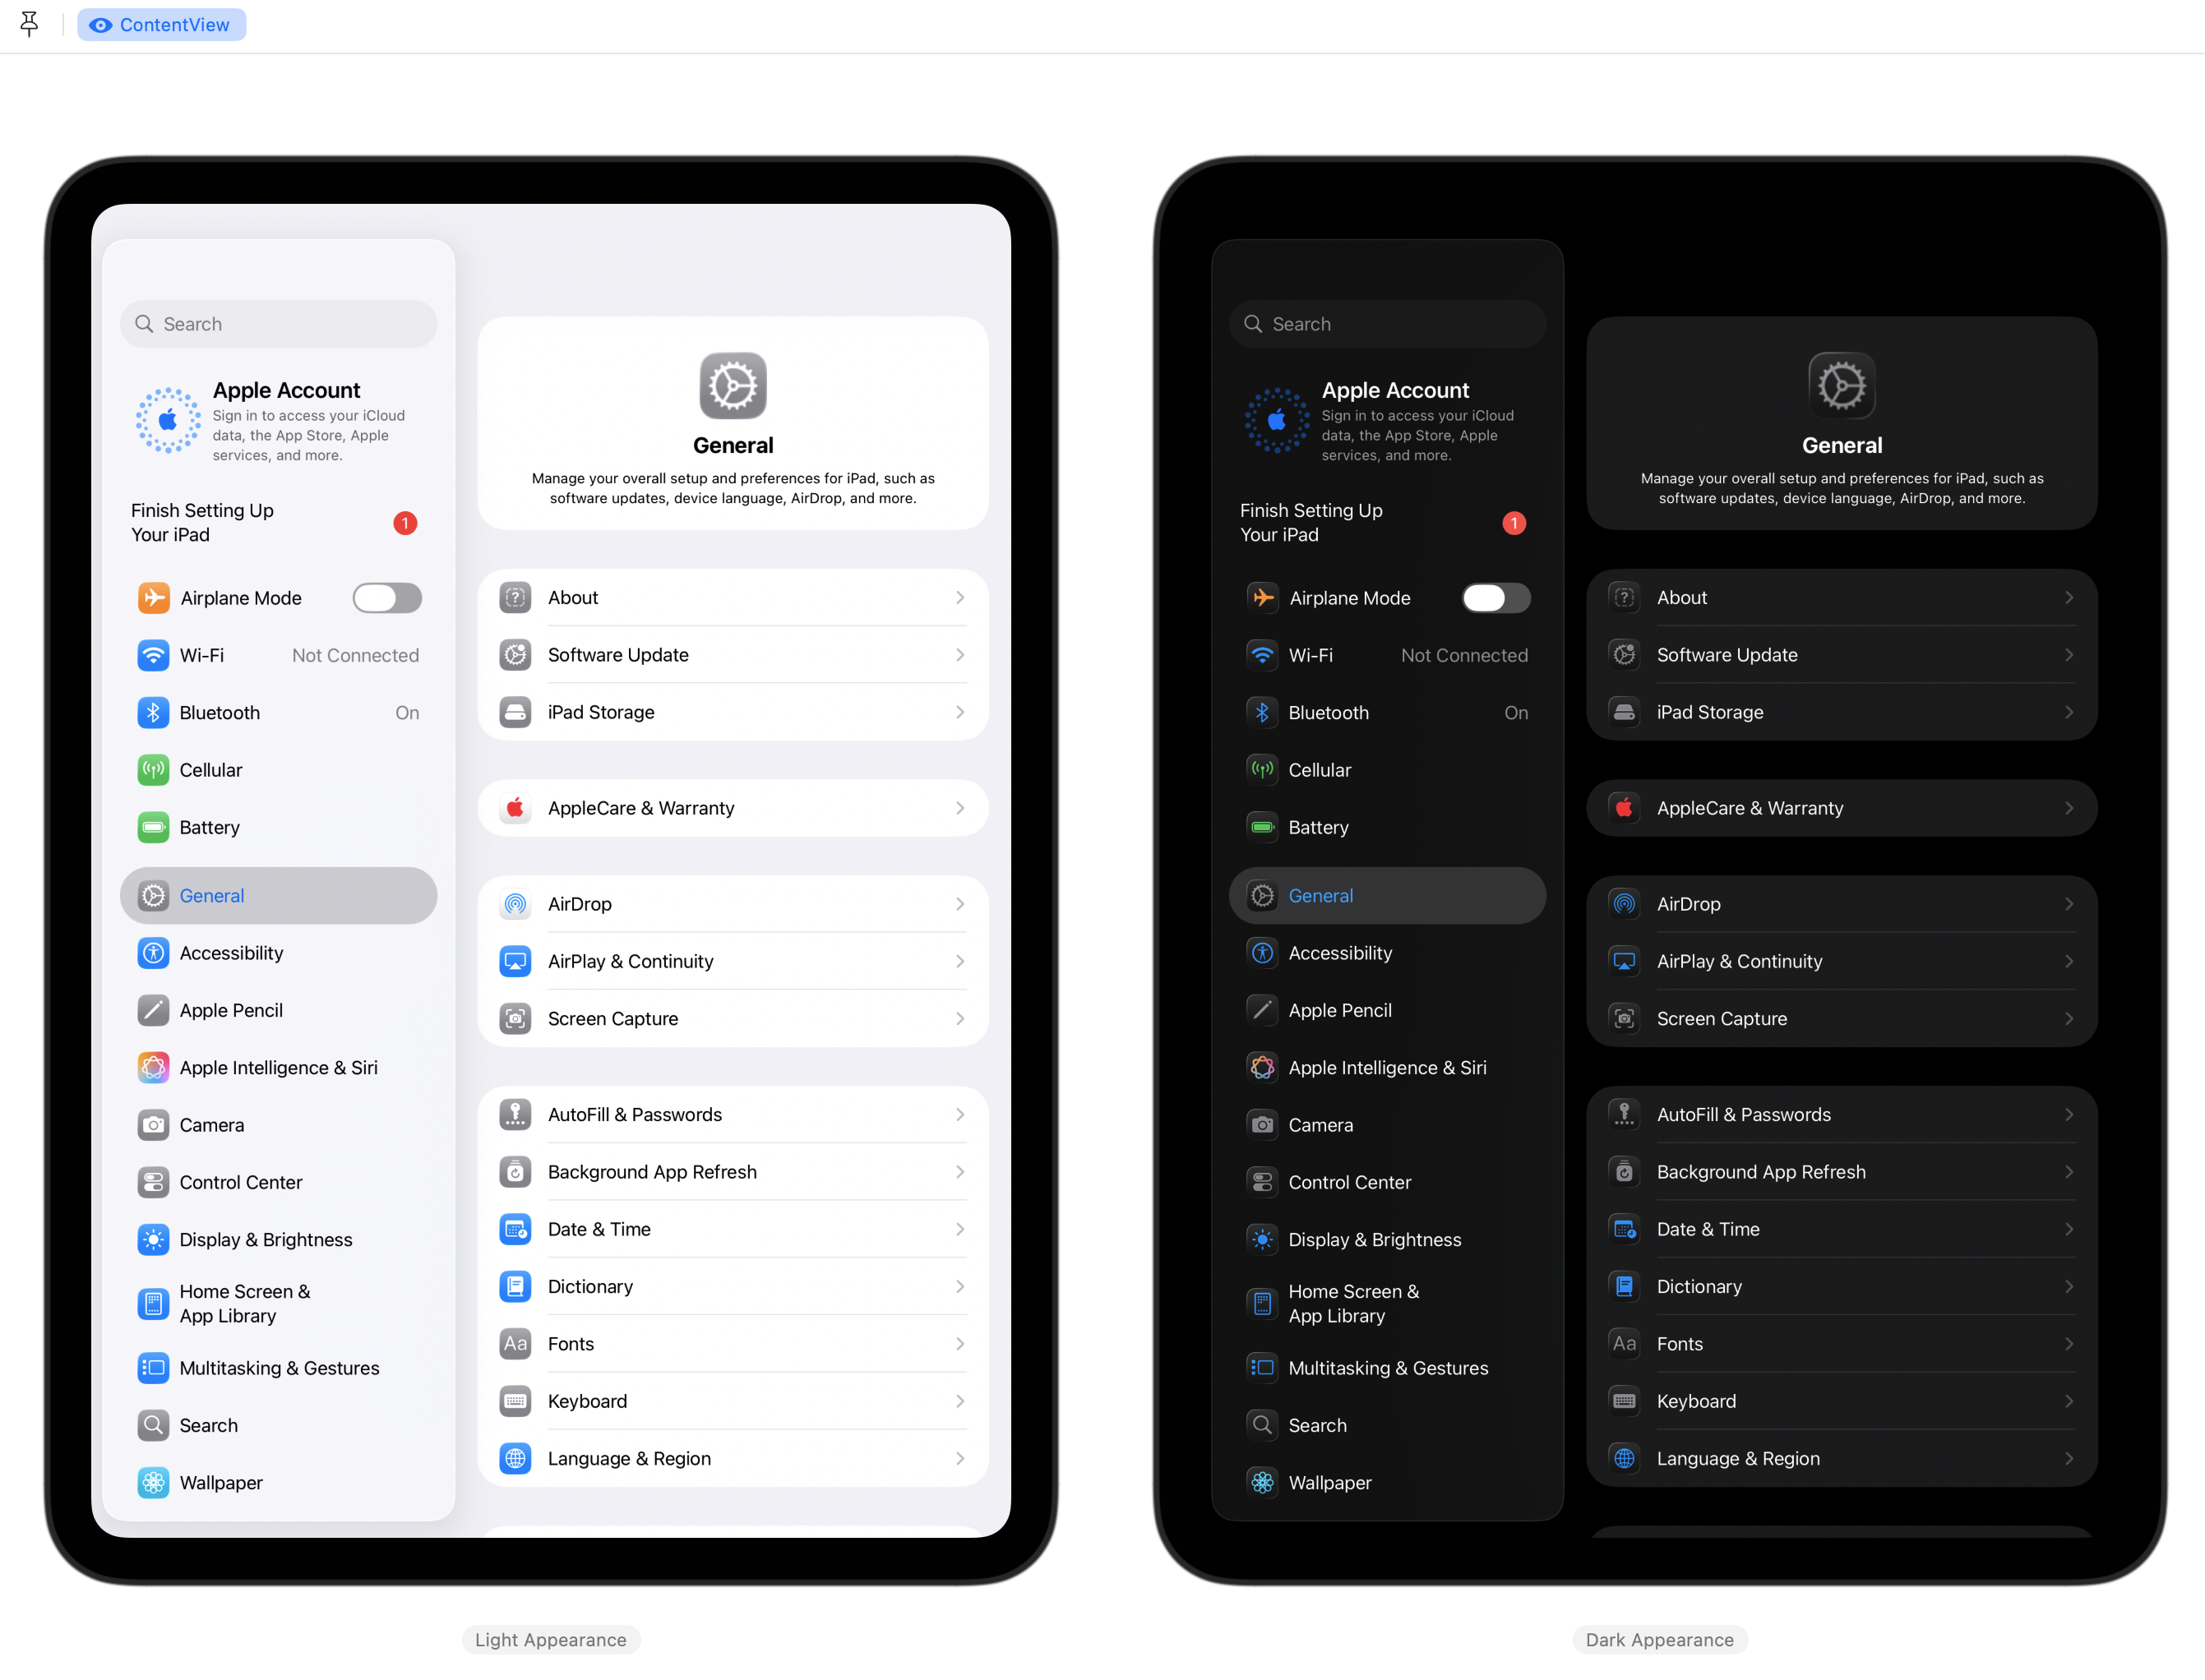 ContentView
Search
Apple Account
Sign in to access your iCloud
data, the App Store, Apple
services, and more.
Finish Setting Up
Your iPad
1
Airplane Mode
Wi-Fi
Not Connected
Bluetooth
On
Cellular
Battery
General
Accessibility
Apple Pencil
Apple Intelligence & Siri
Camera
Control Center
Display & Brightness
Home Screen &
App Library
Multitasking & Gestures
Search
Wallpaper
General
Manage your overall setup and preferences for iPad, such as
software updates, device language, AirDrop, and more.
About
Software Update
iPad Storage
AppleCare & Warranty
AirDrop
AirPlay & Continuity
Screen Capture
AutoFill & Passwords
Background App Refresh
Date & Time
Dictionary
Aa
Fonts
Keyboard
Language & Region
Light Appearance
Search
Apple Account
Sign in to access your iCloud
data, the App Store, Apple
services, and more.
Finish Setting Up
Your iPad
1
Airplane Mode
Wi-Fi
Not Connected
Bluetooth
On
Cellular
Battery
General
Accessibility
Apple Pencil
Apple Intelligence & Siri
Camera
Control Center
Display & Brightness
Home Screen &
App Library
Multitasking & Gestures
Search
Wallpaper
General
Manage your overall setup and preferences for iPad, such as
software updates, device language, AirDrop, and more.
About
Software Update
iPad Storage
AppleCare & Warranty
AirDrop
AirPlay & Continuity
Screen Capture
AutoFill & Passwords
Background App Refresh
Date & Time
Dictionary
Aa
Fonts
Keyboard
Language & Region
Dark Appearance